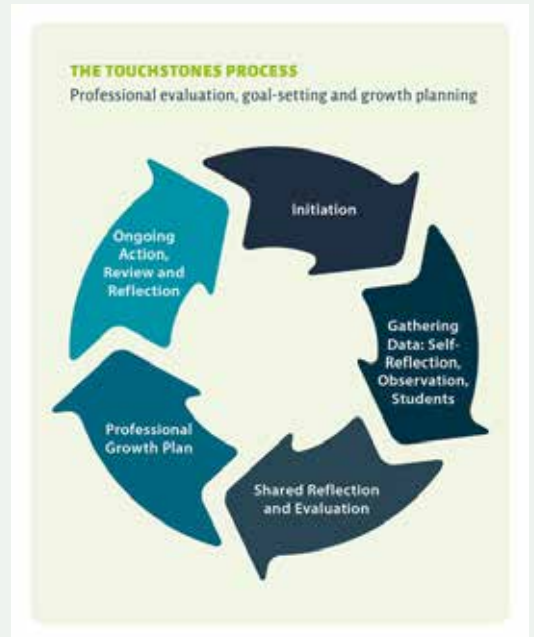 THE TOUCHSTONES PROCESS
Professional evaluation, goal-setting and growth planning
Initiation
Gathering
Data: Self-
Reflection,
Observation,
Students
Shared Reflection
and Evaluation
Professional
Growth Plan
Ongoing
Action,
Review and
Reflection